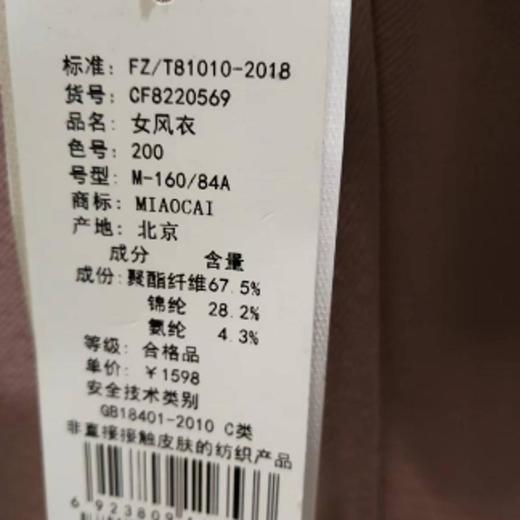 标准: FZ/T81010-2018
货号: CF8220569
品名: 女风衣
色号: 200
号型: M-160/84A
商标: MIAOCAI
产地: 北京
成分 含量
成份: 聚酯纤维67.5%
锦纶 28.2%
氨纶 4.3%
等级: 合格品
单价: ￥1598
安全技术类别
GB18401-2010 C类
非直接接触皮肤的纺织产品
6 923809